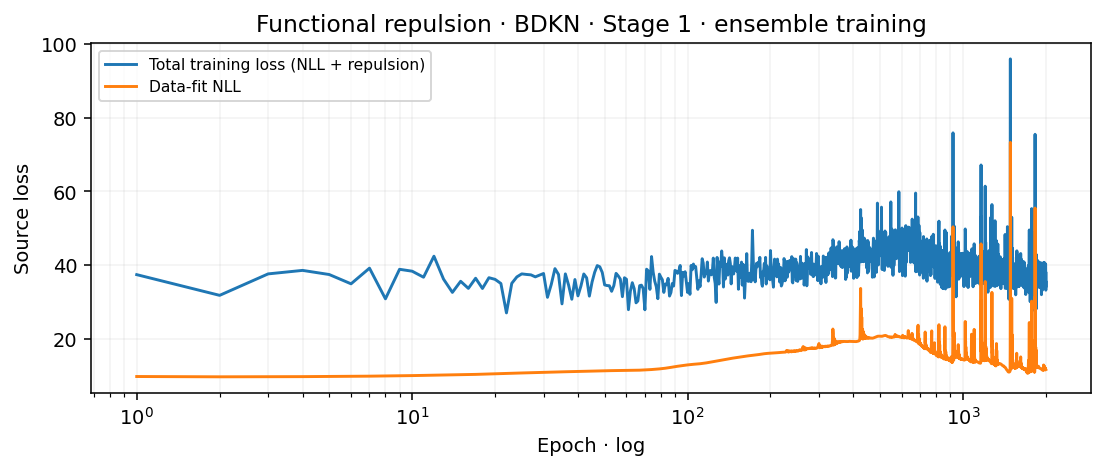 Functional repulsion · BDKN · Stage 1 · ensemble training
Total training loss (NLL + repulsion)
Data-fit NLL
Source loss
100
80
60
40
20
10⁰
10¹
10²
10³
Epoch · log